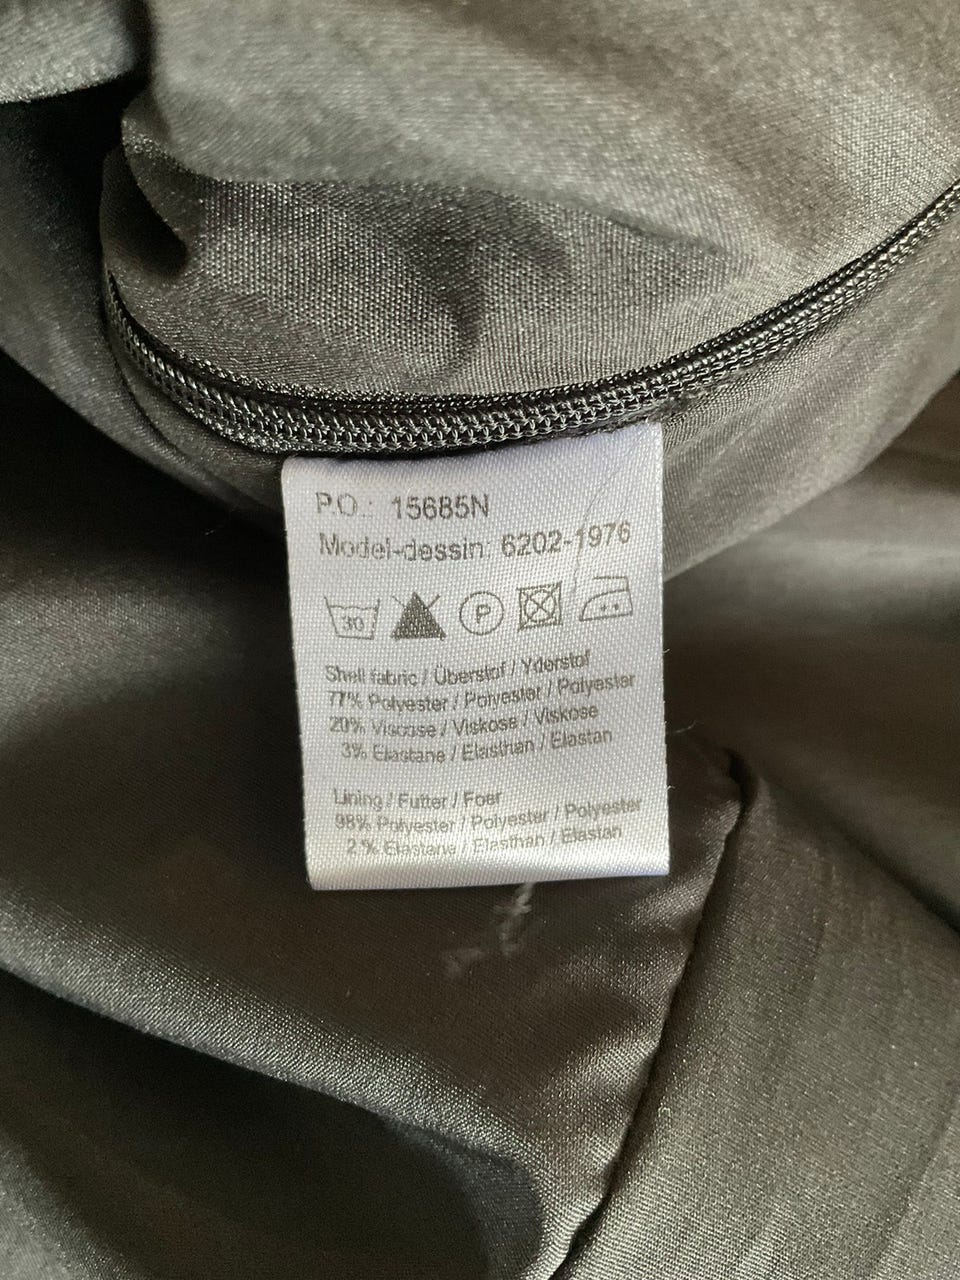 P.O.: 15685N
Model-dessin: 6202-1976
30 P
Shell fabric / Überstof / Yderstof
77% Polyester / Polyester / Polyester
20% Viscose / Viskose / Viskose
3% Elastane / Elasthan / Elastan
Lining / Futter / Foer
98% Polyester / Polyester / Polyester
2% Elastane / Elasthan / Elastan